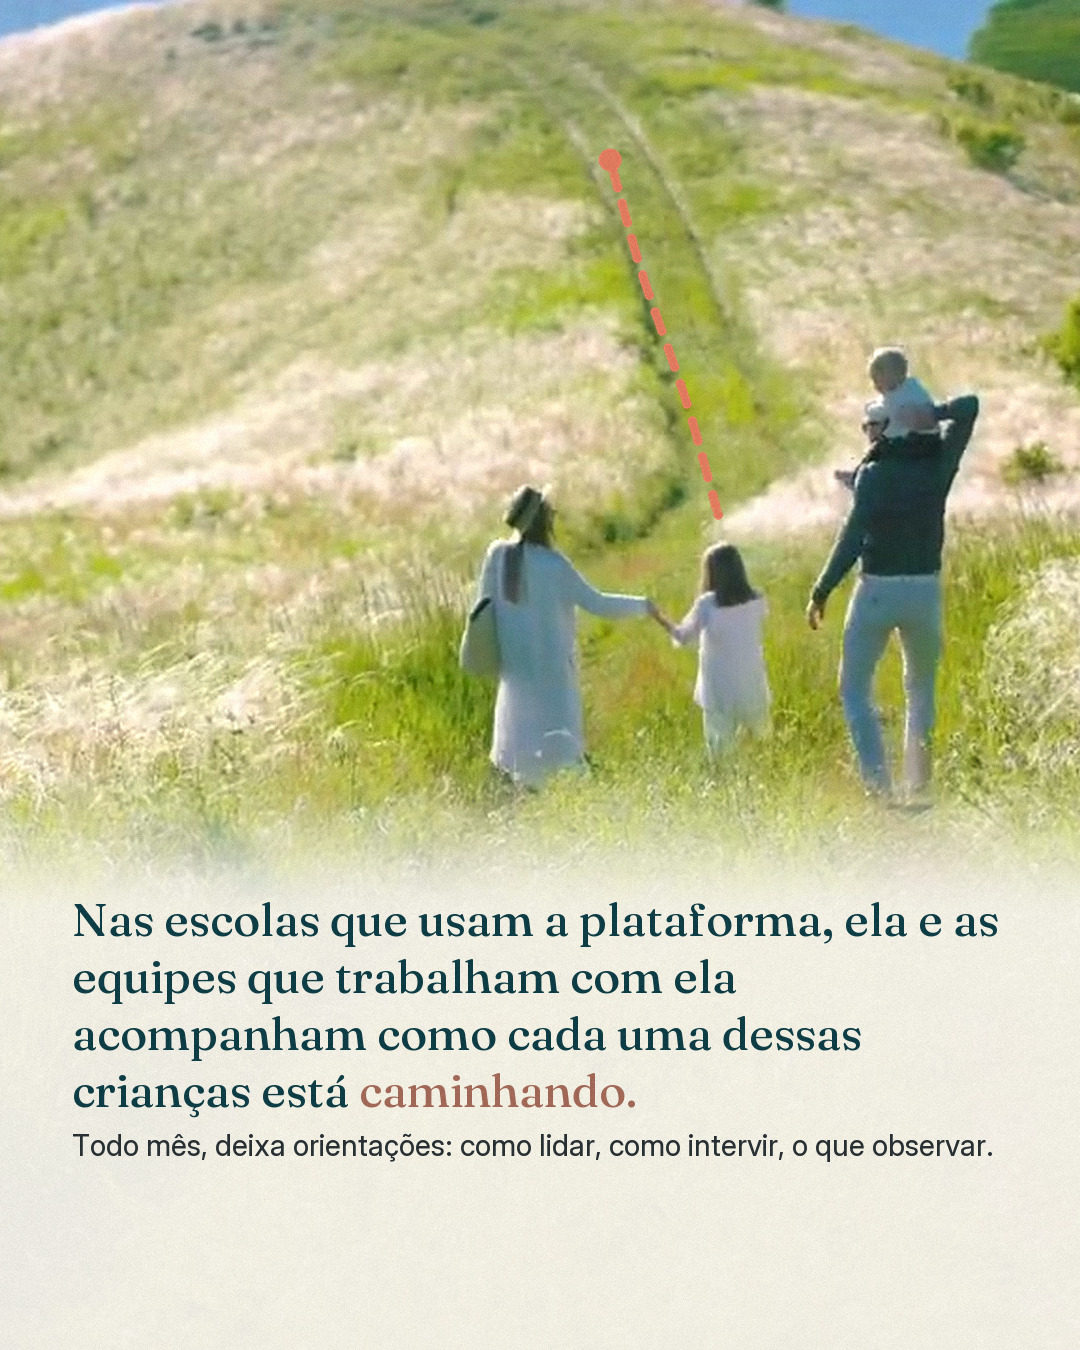 Nas escolas que usam a plataforma, ela e as
equipes que trabalham com ela
acompanham como cada uma dessas
crianças está caminhando.
Todo mês, deixa orientações: como lidar, como intervir, o que observar.